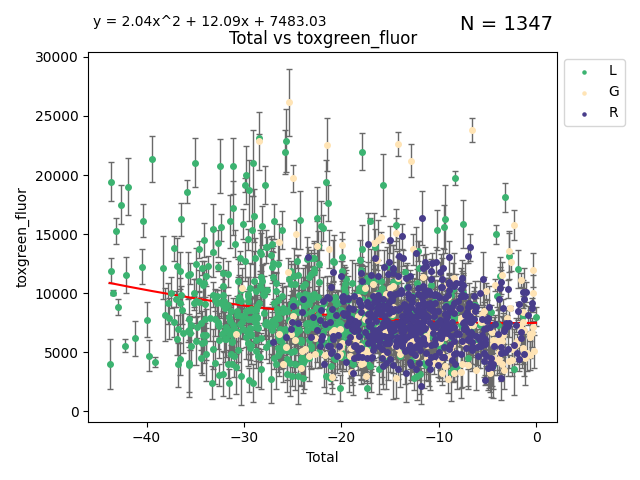 y = 2.04x^2 + 12.09x + 7483.03
N = 1347
Total vs toxgreen_fluor
30000
25000
20000
15000
10000
5000
0
toxgreen_fluor
−40
−30
−20
−10
0
Total
L
G
R